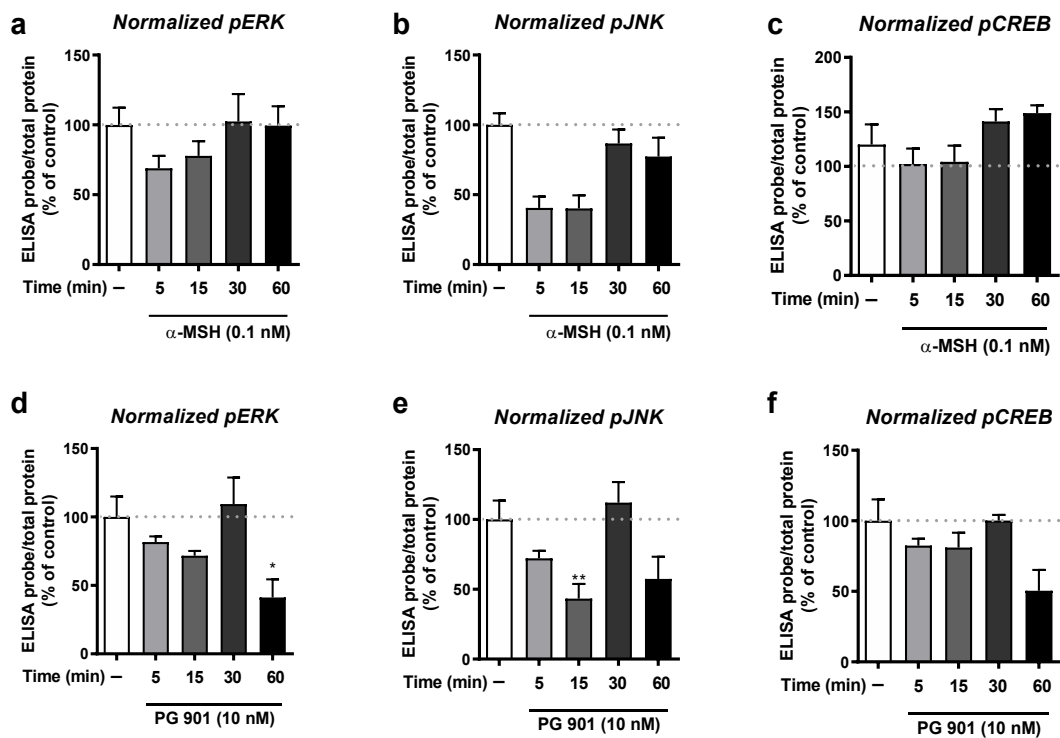 a
Normalized pERK
ELISA probe/total protein
(% of control)
150
100
50
0
Time (min) – 5 15 30 60
α-MSH (0.1 nM)
b
Normalized pJNK
ELISA probe/total protein
(% of control)
150
100
50
0
Time (min) – 5 15 30 60
α-MSH (0.1 nM)
c
Normalized pCREB
ELISA probe/total protein
(% of control)
200
150
100
50
0
Time (min) – 5 15 30 60
α-MSH (0.1 nM)
d
Normalized pERK
ELISA probe/total protein
(% of control)
150
100
50
0
*
Time (min) – 5 15 30 60
PG 901 (10 nM)
e
Normalized pJNK
ELISA probe/total protein
(% of control)
150
100
50
0
**
Time (min) – 5 15 30 60
PG 901 (10 nM)
f
Normalized pCREB
ELISA probe/total protein
(% of control)
150
100
50
0
Time (min) – 5 15 30 60
PG 901 (10 nM)